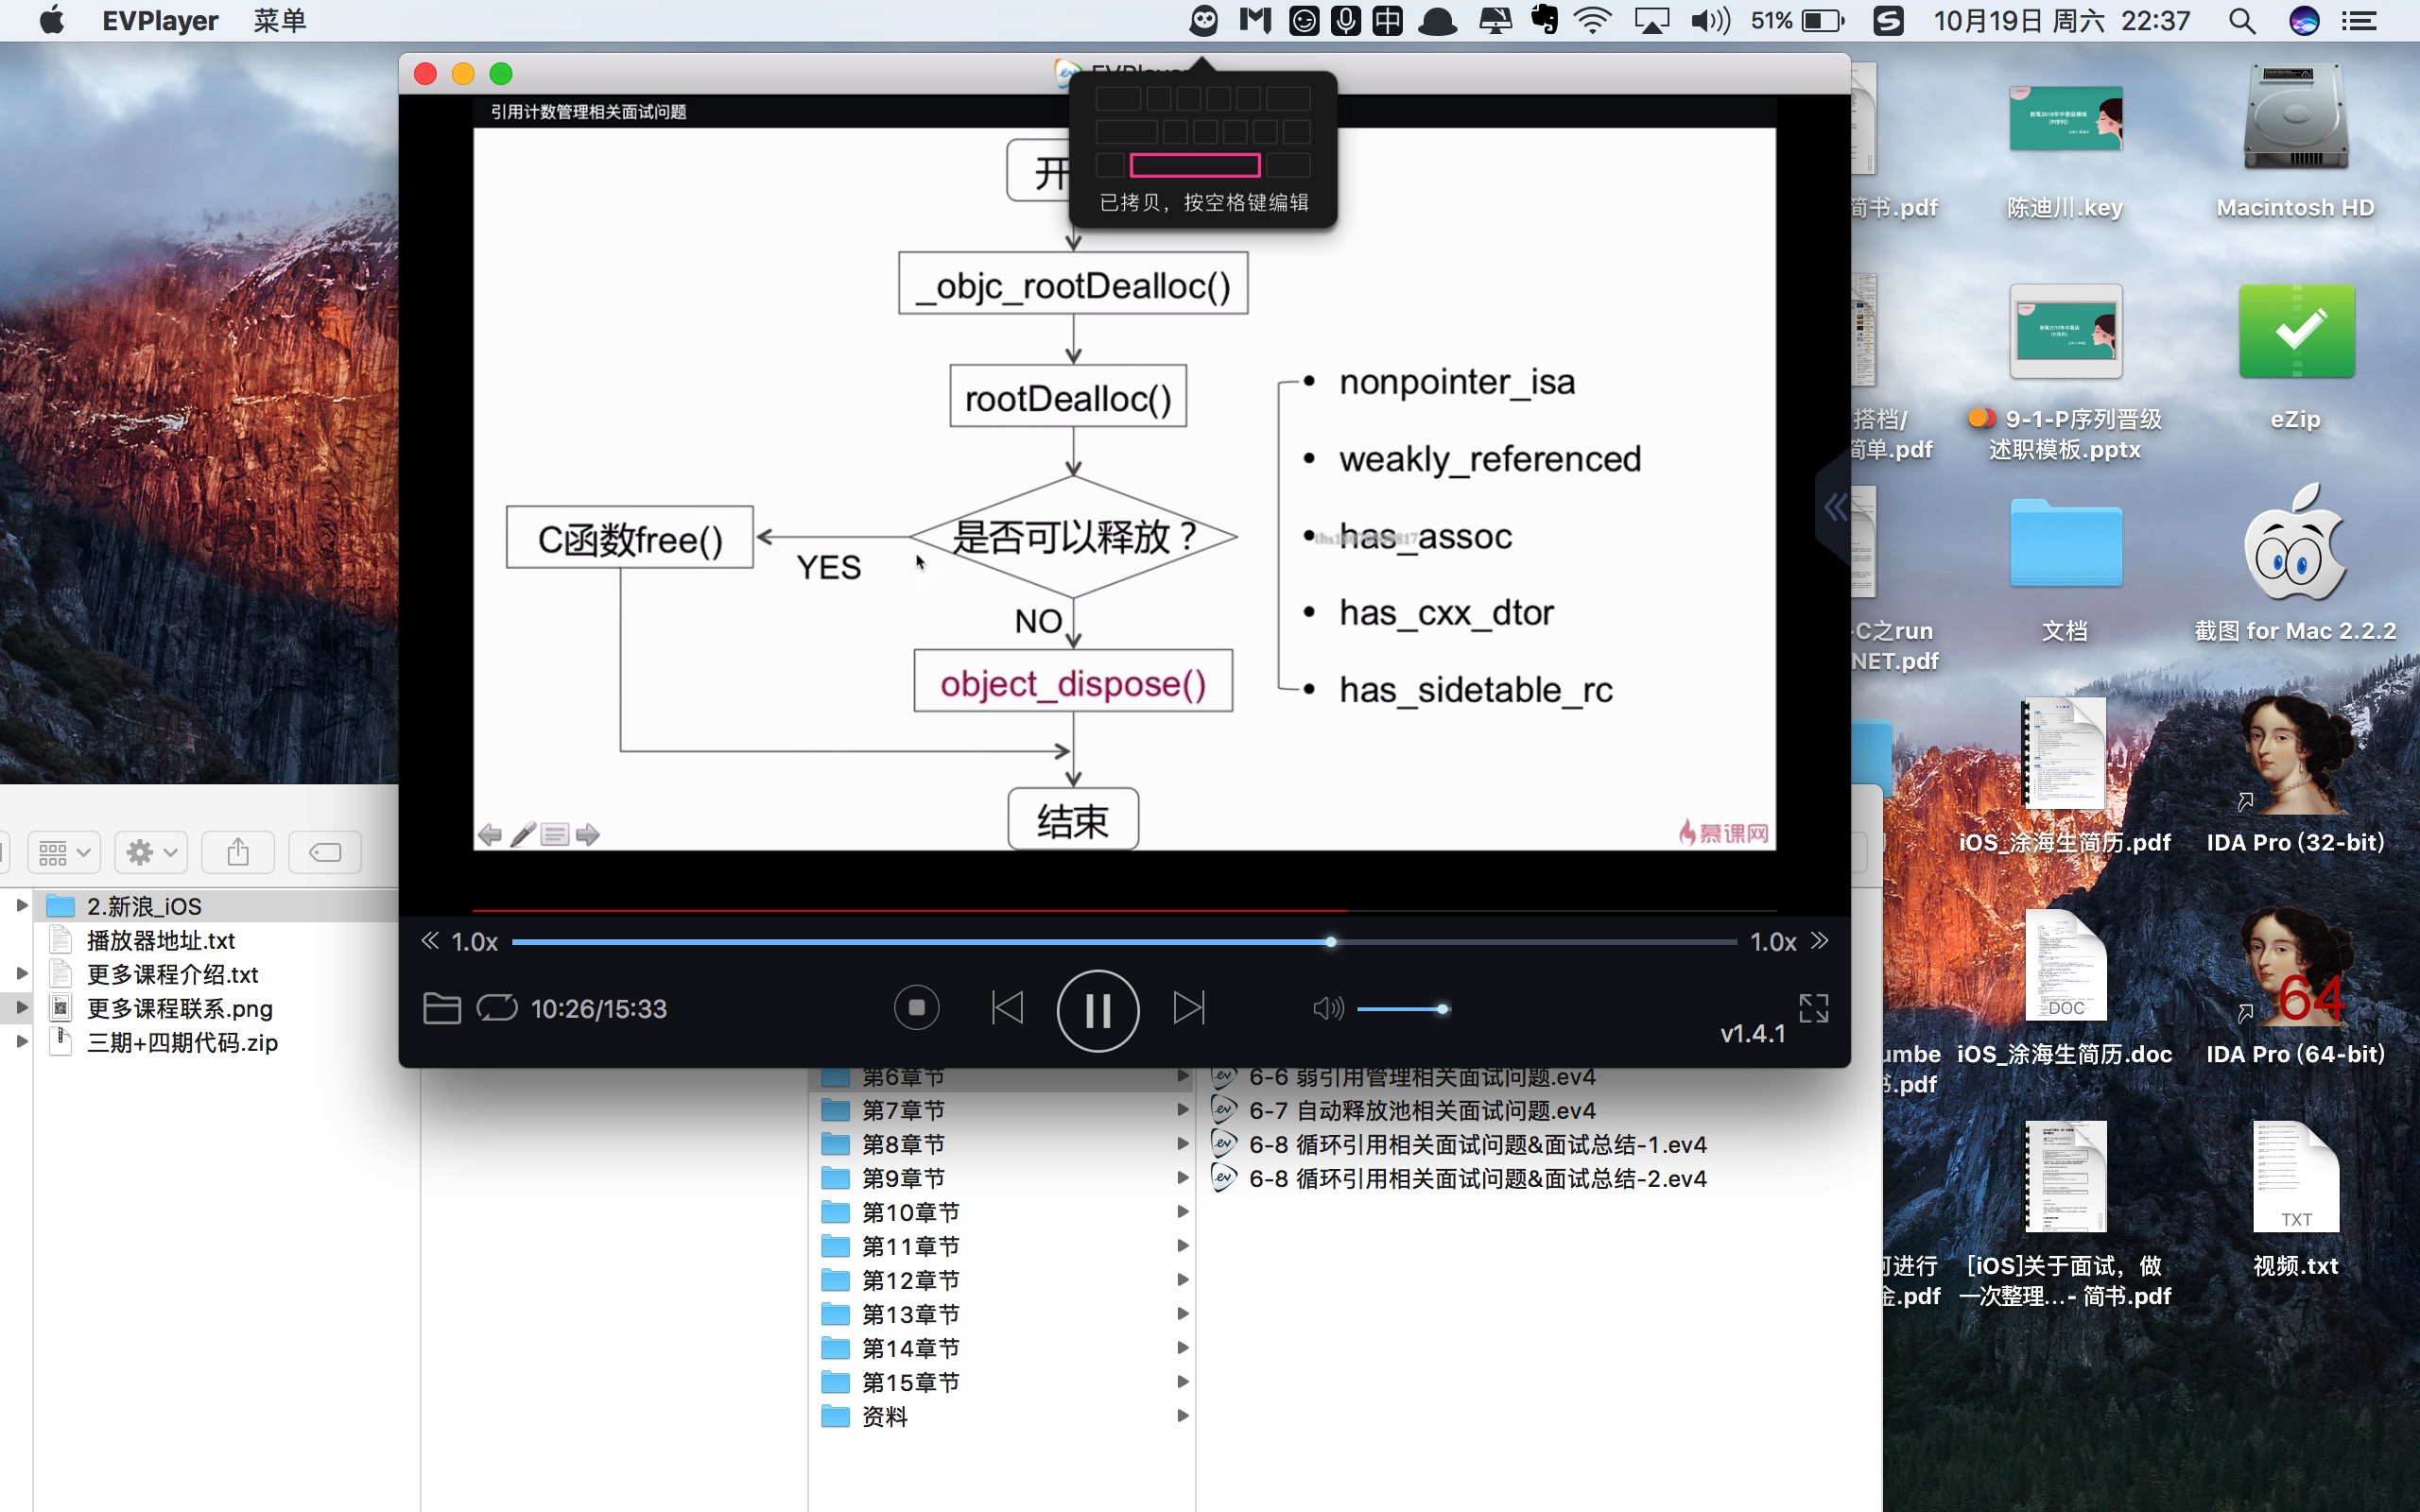 EVPlayer 菜单
中 51% 10月19日 周六 22:37
引用计数管理相关面试问题
已拷贝，按空格键编辑
_objc_rootDealloc()
rootDealloc()
是否可以释放？
YES
C函数free()
NO
object_dispose()
结束
• nonpointer_isa
• weakly_referenced
• has_assoc
• has_cxx_dtor
• has_sidetable_rc
慕课网
1.0x
1.0x
10:26/15:33
v1.4.1
2.新浪_iOS
播放器地址.txt
更多课程介绍.txt
更多课程联系.png
三期+四期代码.zip
第6章节
第7章节
第8章节
第9章节
第10章节
第11章节
第12章节
第13章节
第14章节
第15章节
资料
6-6 弱引用管理相关面试问题.ev4
6-7 自动释放池相关面试问题.ev4
6-8 循环引用相关面试问题&面试总结-1.ev4
6-8 循环引用相关面试问题&面试总结-2.ev4
简书.pdf
陈迪川.key
Macintosh HD
搭档/
简单.pdf
9-1-P序列晋级
述职模板.pptx
eZip
C之run
NET.pdf
文档
截图 for Mac 2.2.2
iOS_涂海生简历.pdf
IDA Pro (32-bit)
DOC
64
umbe
.pdf
iOS_涂海生简历.doc
IDA Pro (64-bit)
TXT
可进行
金.pdf
[iOS]关于面试，做
一次整理...- 简书.pdf
视频.txt